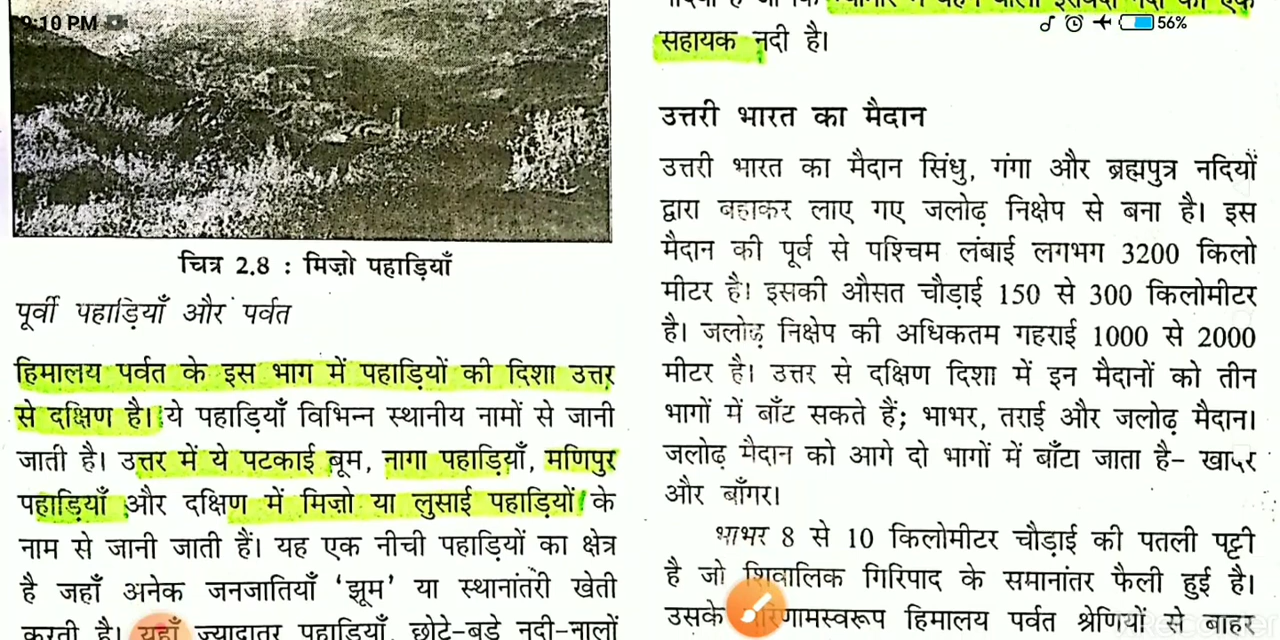 9:10 PM
56%
चित्र 2.8 : मिज़ो पहाड़ियाँ
पूर्वी पहाड़ियाँ और पर्वत
हिमालय पर्वत के इस भाग में पहाड़ियों की दिशा उत्तर
से दक्षिण है। ये पहाड़ियाँ विभिन्न स्थानीय नामों से जानी
जाती है। उत्तर में ये पटकाई बूम, नागा पहाड़ियाँ, मणिपुर
पहाड़ियाँ और दक्षिण में मिज़ो या लुसाई पहाड़ियों के
नाम से जानी जाती हैं। यह एक नीची पहाड़ियों का क्षेत्र
है जहाँ अनेक जनजातियाँ ‘झूम’ या स्थानांतरी खेती
करती है। यहाँ ज्यादातर पहाड़ियाँ, छोटे-बड़े नदी-नालों
सहायक नदी है।
उत्तरी भारत का मैदान
उत्तरी भारत का मैदान सिंधु, गंगा और ब्रह्मपुत्र नदियों
द्वारा बहाकर लाए गए जलोढ़ निक्षेप से बना है। इस
मैदान की पूर्व से पश्चिम लंबाई लगभग 3200 किलो
मीटर है। इसकी औसत चौड़ाई 150 से 300 किलोमीटर
है। जलोढ़ निक्षेप की अधिकतम गहराई 1000 से 2000
मीटर है। उत्तर से दक्षिण दिशा में इन मैदानों को तीन
भागों में बाँट सकते हैं; भाभर, तराई और जलोढ़ मैदान।
जलोढ़ मैदान को आगे दो भागों में बाँटा जाता है- खादर
और बाँगर।
भाभर 8 से 10 किलोमीटर चौड़ाई की पतली पट्टी
है जो शिवालिक गिरिपाद के समानांतर फैली हुई है।
उसके हिमालय पर्वत श्रेणियों से बाहर